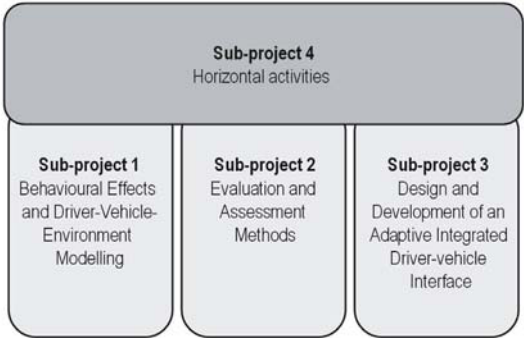 Sub-project 4
Horizontal activities
Sub-project 1
Behavioural Effects
and Driver-Vehicle-
Environment
Modelling
Sub-project 2
Evaluation and
Assessment
Methods
Sub-project 3
Design and
Development of an
Adaptive Integrated
Driver-vehicle
Interface